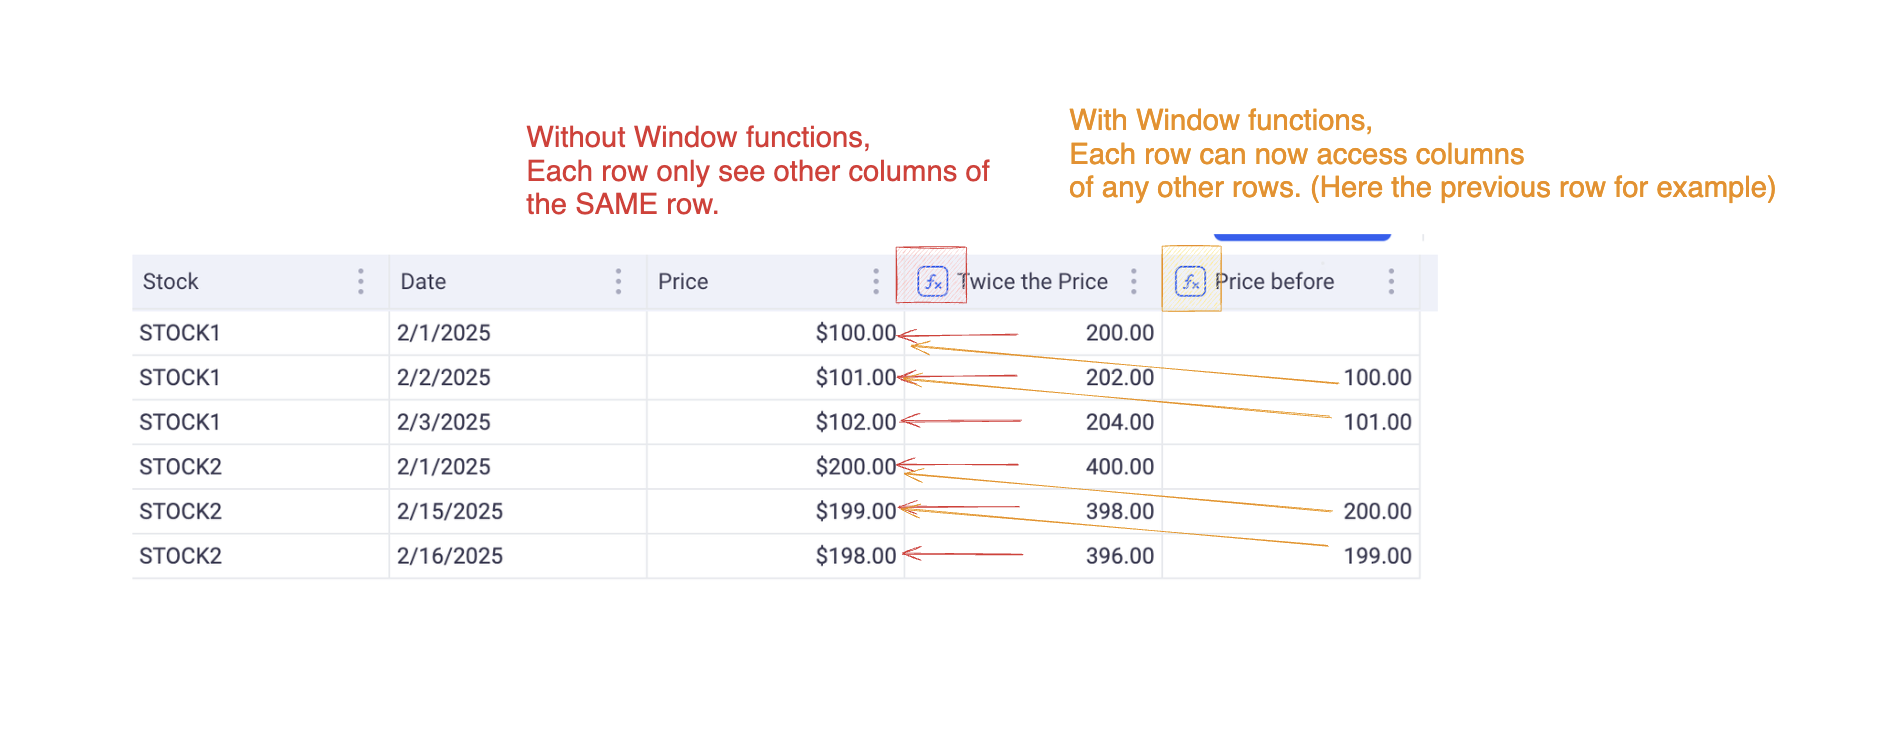 Without Window functions,
Each row only see other columns of
the SAME row.
With Window functions,
Each row can now access columns
of any other rows. (Here the previous row for example)
Stock Date Price fx Twice the Price fx Price before
STOCK1 2/1/2025 $100.00 200.00
STOCK1 2/2/2025 $101.00 202.00 100.00
STOCK1 2/3/2025 $102.00 204.00 101.00
STOCK2 2/1/2025 $200.00 400.00
STOCK2 2/15/2025 $199.00 398.00 200.00
STOCK2 2/16/2025 $198.00 396.00 199.00